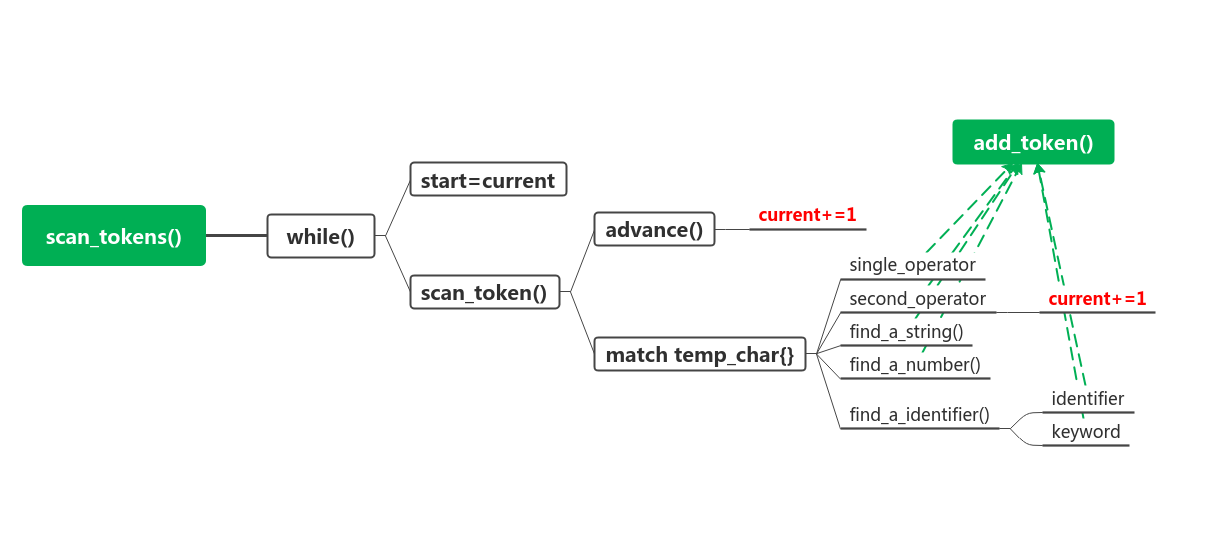 scan_tokens()
while()
start=current
scan_token()
advance()
current+=1
match temp_char{}
single_operator
second_operator
current+=1
find_a_string()
find_a_number()
find_a_identifier()
identifier
keyword
add_token()